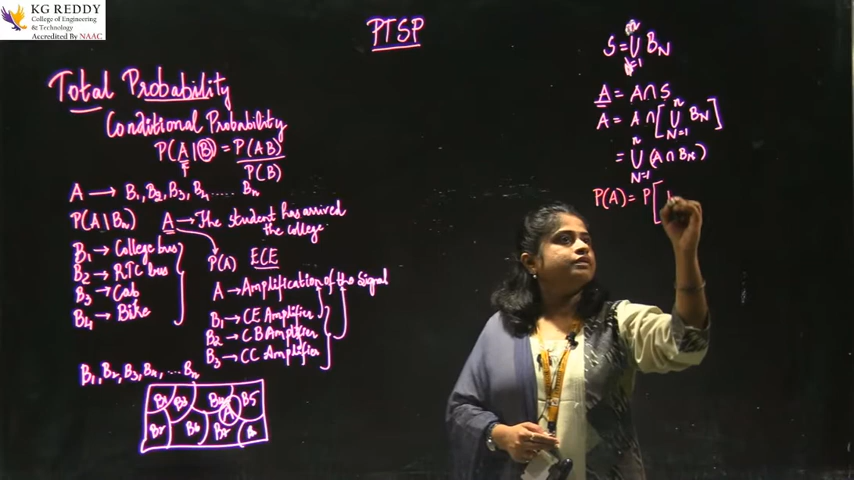 KG REDDY
College of Engineering
& Technology
Accredited By NAAC
PTSP
Total Probability
Conditional Probability
P(A|B) = P(AB)
P(B)
A → B1, B2, B3, B4 ..... Bn
P(A|Bn) A → The student has arrived
the college.
B1 → College bus
B2 → RTC bus
B3 → Cab
B4 → Bike
P(A) ECE
A → Amplification of the Signal
B1 → CE Amplifier
B2 → CB Amplifier
B3 → CC Amplifier
B1, B2, B3, B4, ... Bn
B1 B3 B4 A B5
B6
S = ∪ BN
A = A ∩ S
A = A ∩ [ n ∪ N=1 BN ]
= n ∪ N=1 (A ∩ BN)
P(A) = P [